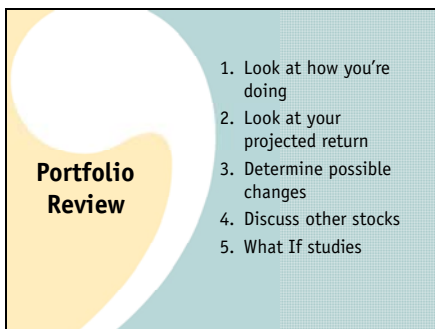 Portfolio
Review
1. Look at how you're
doing
2. Look at your
projected return
3. Determine possible
changes
4. Discuss other stocks
5. What If studies